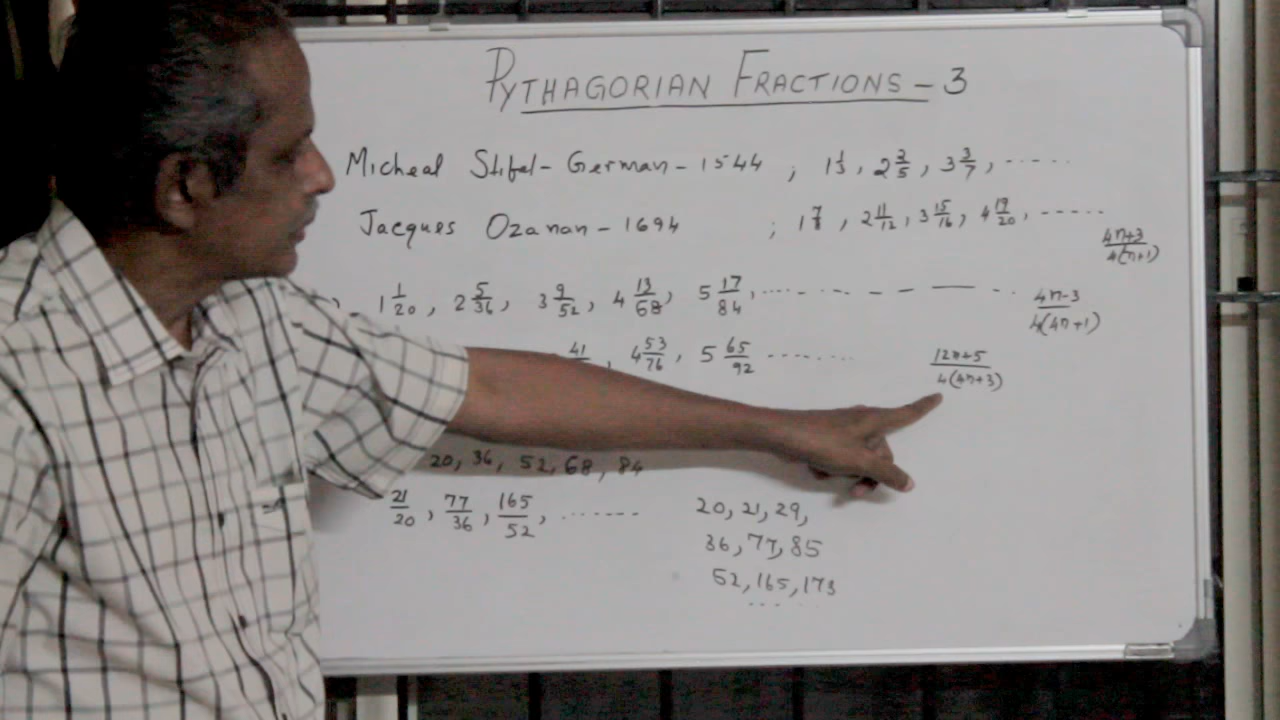 PYTHAGORIAN FRACTIONS - 3
Micheal Stifel - German - 1544 ; 1 1/3, 2 2/5, 3 3/7, ......
Jacques Ozanan - 1694 ; 1 7/8, 2 11/12, 3 15/16, 4 19/20, ......
4n+3/4(n+1)
1 1/20, 2 5/36, 3 9/52, 4 13/68, 5 17/84, ......
4n-3/4(4n+1)
41/, 4 53/76, 5 65/92 ........
12n+5/4(4n+3)
20, 36, 52, 68, 84
21/20, 77/36, 165/52, .......
20, 21, 29,
36, 77, 85
52, 165, 173
.....